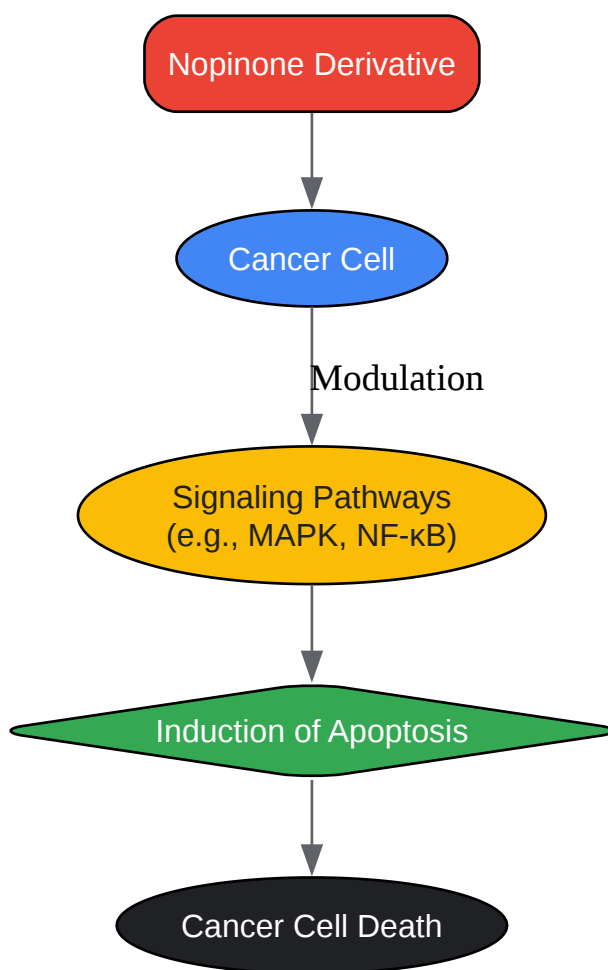 Nopinone Derivative
Cancer Cell
Modulation
Signaling Pathways
(e.g., MAPK, NF-κB)
Induction of Apoptosis
Cancer Cell Death